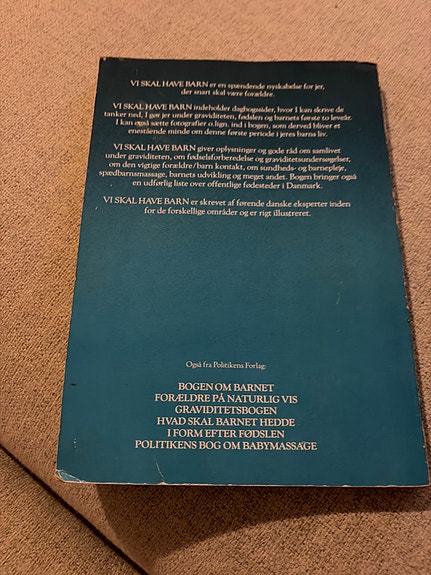 VI SKAL HAVE BARN er en spændende nyskabelse for jer,
der snart skal være forældre.
VI SKAL HAVE BARN indeholder dagbogssider, hvor I kan skrive de
tanker ned, I gør jer under graviditeten, fødslen og barnets første to leveår.
I kan også sætte fotografier o.lign. ind i bogen, som derved bliver et
enestående minde om denne første periode i jeres barns liv.
VI SKAL HAVE BARN giver oplysninger og gode råd om samlivet
under graviditeten, om fødselsforberedelse og graviditetsundersøgelser,
om den vigtige forældre/barn kontakt, om sundheds- og barnepleje,
spædbarnsmassage, barnets udvikling og meget andet. Bogen bringer også
en udførlig liste over offentlige fødesteder i Danmark.
VI SKAL HAVE BARN er skrevet af førende danske eksperter inden
for de forskellige områder og er rigt illustreret.
Også fra Politikens Forlag:
BOGEN OM BARNET
FORÆLDRE PÅ NATURLIG VIS
GRAVIDITETSBOGEN
HVAD SKAL BARNET HEDDE
I FORM EFTER FØDSLEN
POLITIKENS BOG OM BABYMASSAGE